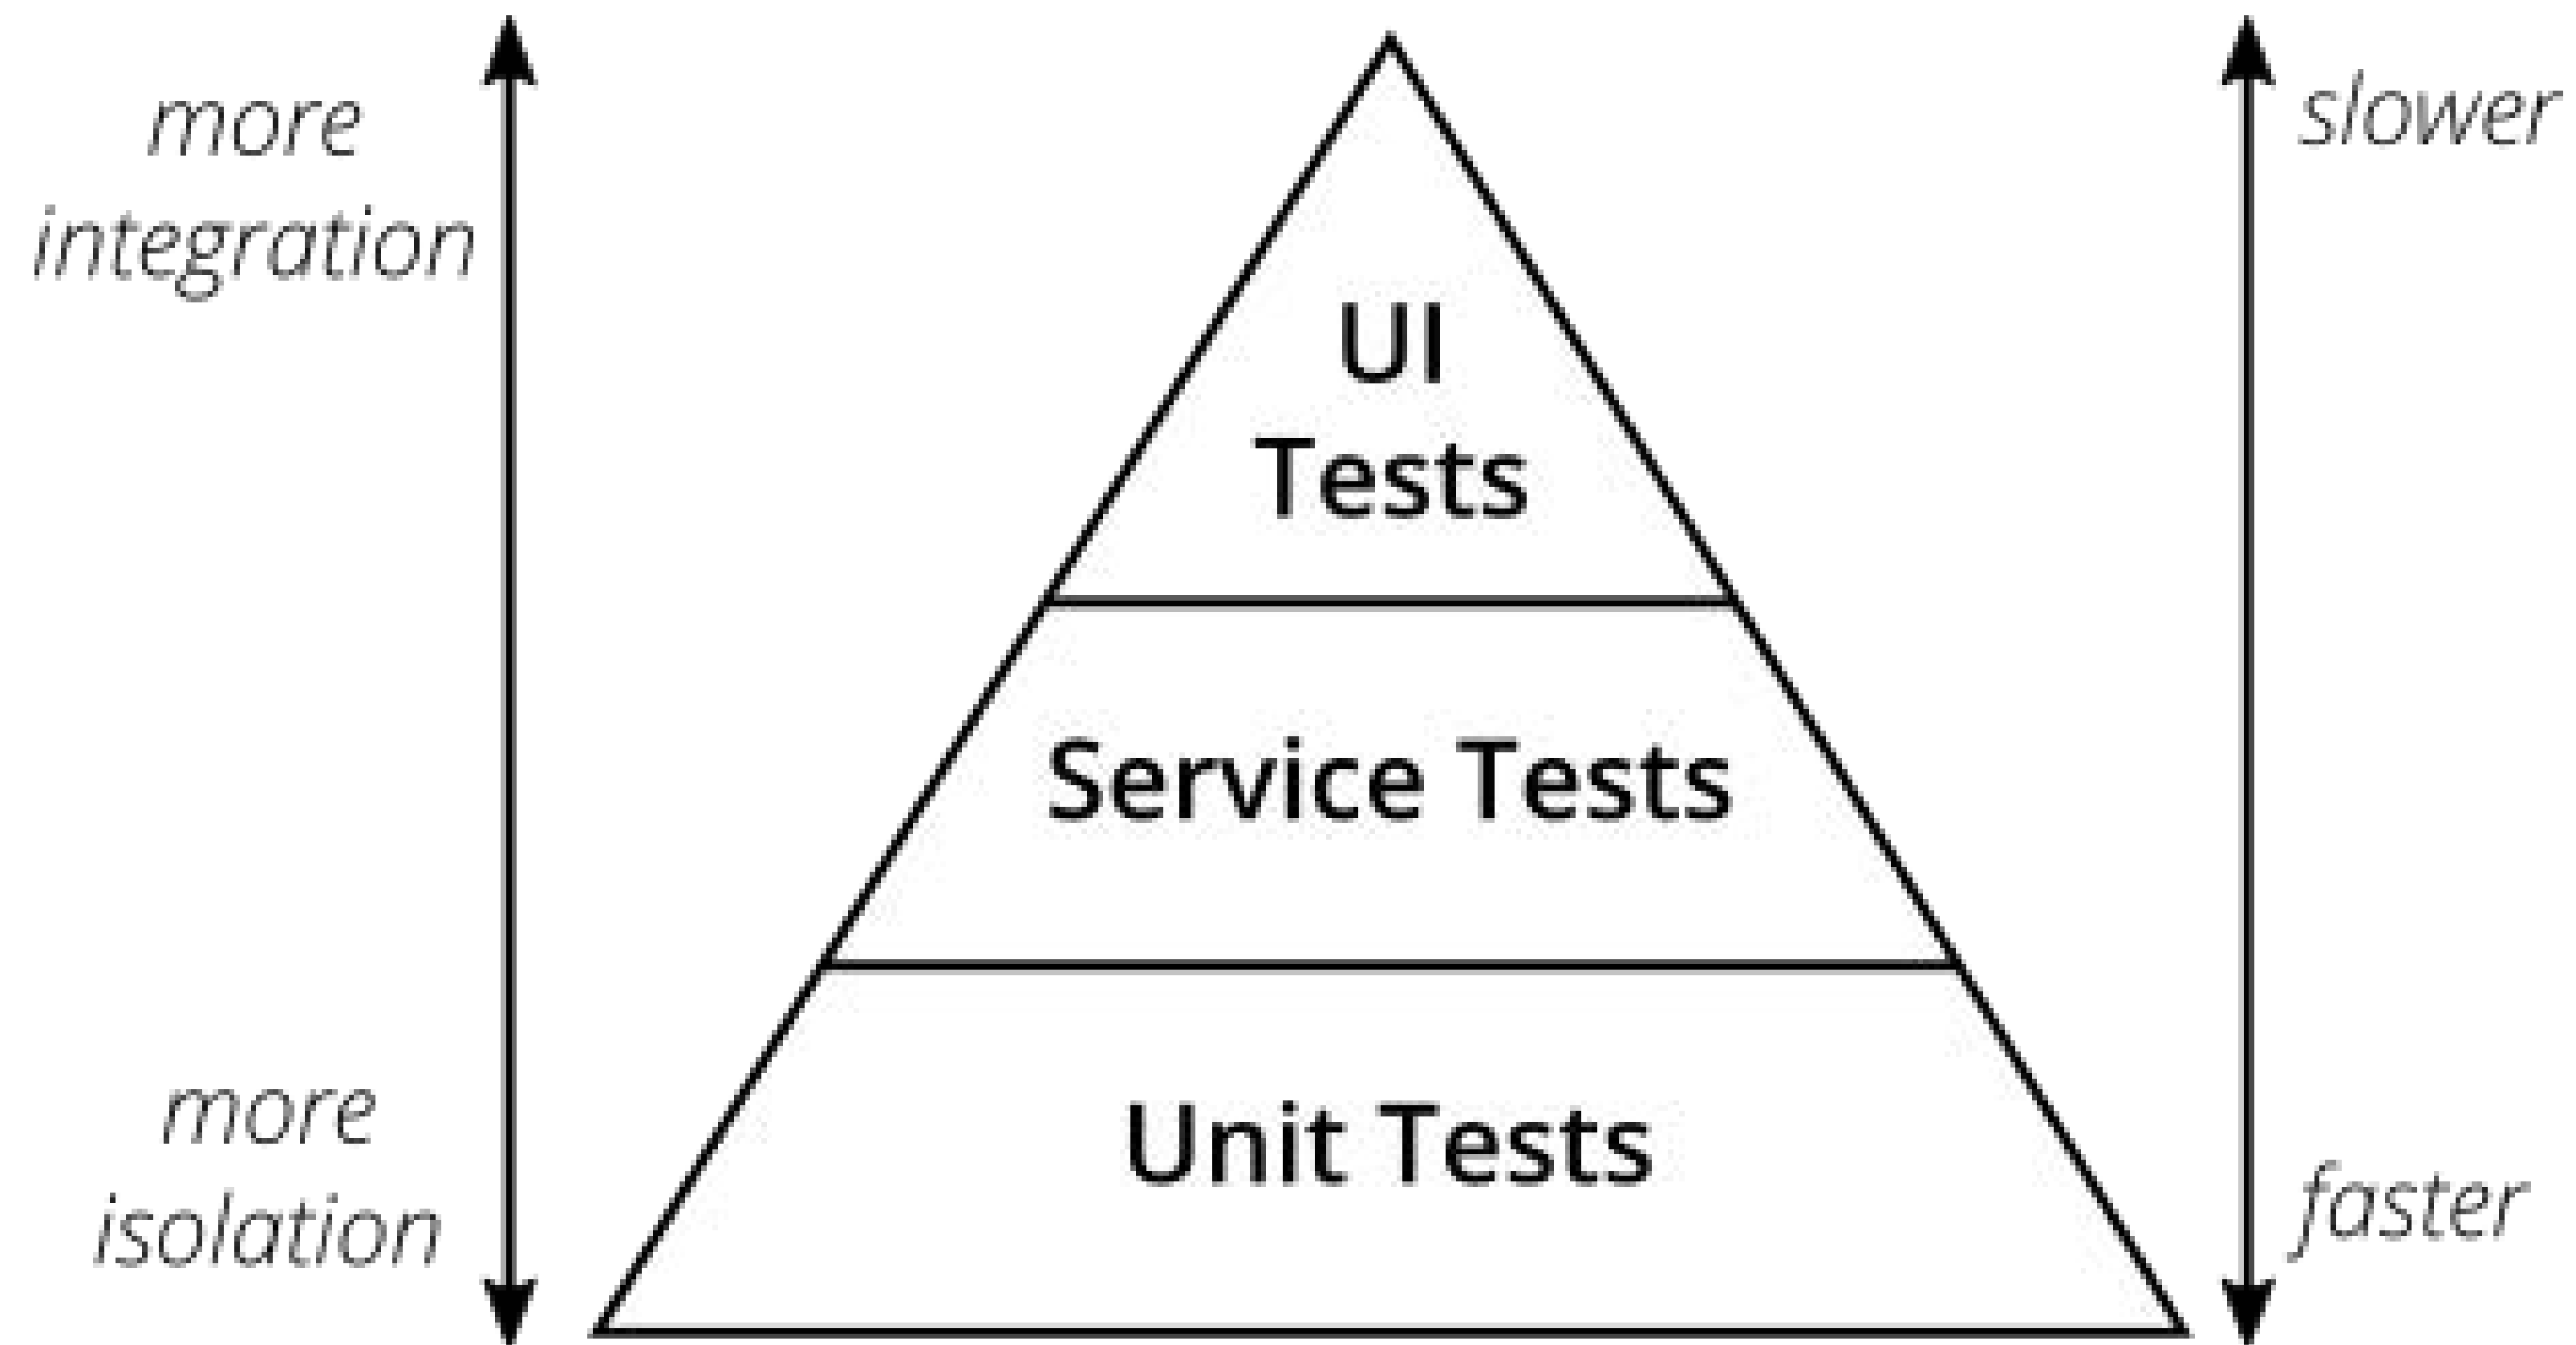 more
integration
slower
UI
Tests
Service Tests
Unit Tests
more
isolation
faster